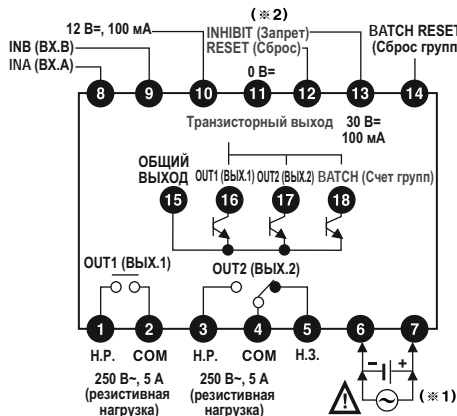 (※2)
12 В=, 100 мА
INHIBIT (Запрет)
BATCH RESET
INB (ВХ.В)
RESET (Сброс)
(Сброс групп
INA (ВХ.А)
0 В=
8 9 10 11 12 13 14
Транзисторный выход
30 В=
100 мА
ОБЩИЙ
ВЫХОД
OUT1 (ВЫХ.1) OUT2 (ВЫХ.2) BATCH (Счет групп)
15 16 17 18
OUT1 (ВЫХ.1)
OUT2 (ВЫХ.2)
1 2 3 4 5 6 7
Н.Р. COM Н.Р. COM Н.З.
− +
250 В~, 5 А
(резистивная
нагрузка)
250 В~, 5 А
(резистивная
нагрузка)
(※1)